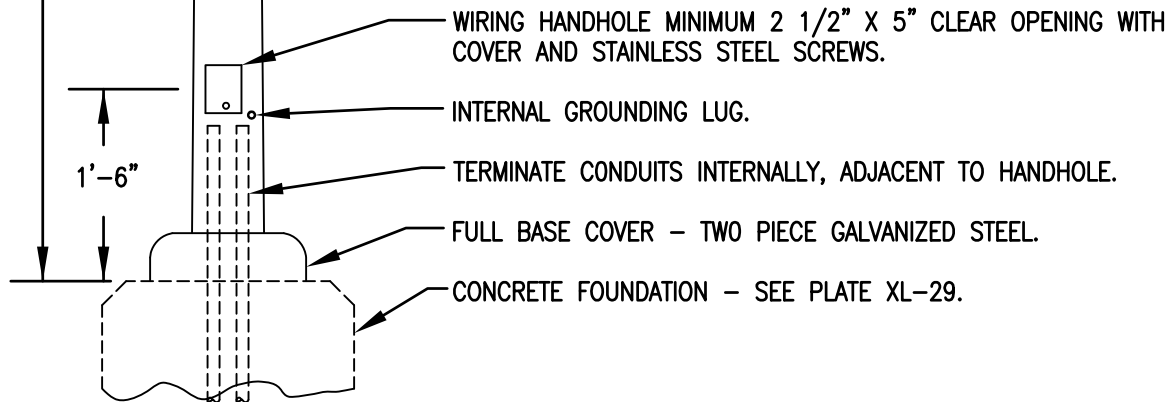 WIRING HANDHOLE MINIMUM 2 1/2" X 5" CLEAR OPENING WITH
COVER AND STAINLESS STEEL SCREWS.
INTERNAL GROUNDING LUG.
1'-6"
TERMINATE CONDUITS INTERNALLY, ADJACENT TO HANDHOLE.
FULL BASE COVER - TWO PIECE GALVANIZED STEEL.
CONCRETE FOUNDATION - SEE PLATE XL-29.